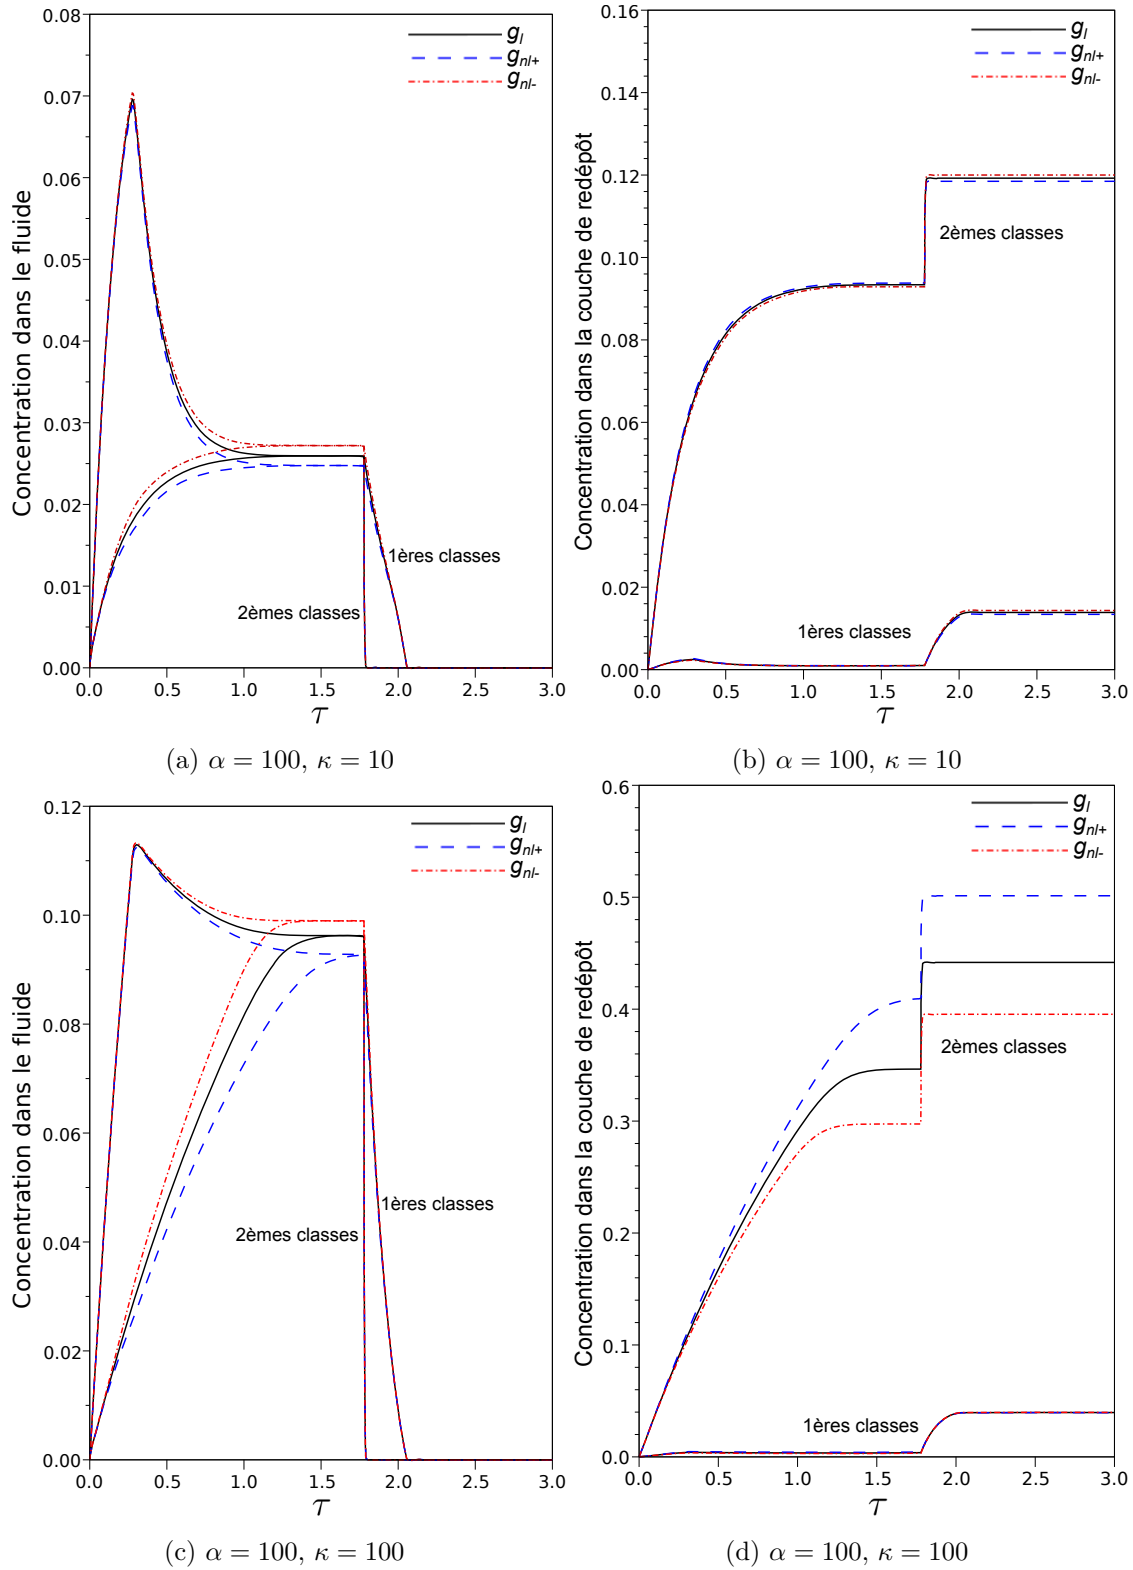 Concentration dans le fluide
0.08
0.07
0.06
0.05
0.04
0.03
0.02
0.01
0.00
g_l
g_nl+
g_nl-
1ères classes
2èmes classes
0.0 0.5 1.0 1.5 2.0 2.5 3.0
τ
(a) α = 100, κ = 10
Concentration dans la couche de redépôt
0.16
0.14
0.12
0.10
0.08
0.06
0.04
0.02
0.00
g_l
g_nl+
g_nl-
2èmes classes
1ères classes
0.0 0.5 1.0 1.5 2.0 2.5 3.0
τ
(b) α = 100, κ = 10
Concentration dans le fluide
0.12
0.10
0.08
0.06
0.04
0.02
0.00
g_l
g_nl+
g_nl-
1ères classes
2èmes classes
0.0 0.5 1.0 1.5 2.0 2.5 3.0
τ
(c) α = 100, κ = 100
Concentration dans la couche de redépôt
0.6
0.5
0.4
0.3
0.2
0.1
0.0
g_l
g_nl+
g_nl-
2èmes classes
1ères classes
0.0 0.5 1.0 1.5 2.0 2.5 3.0
τ
(d) α = 100, κ = 100